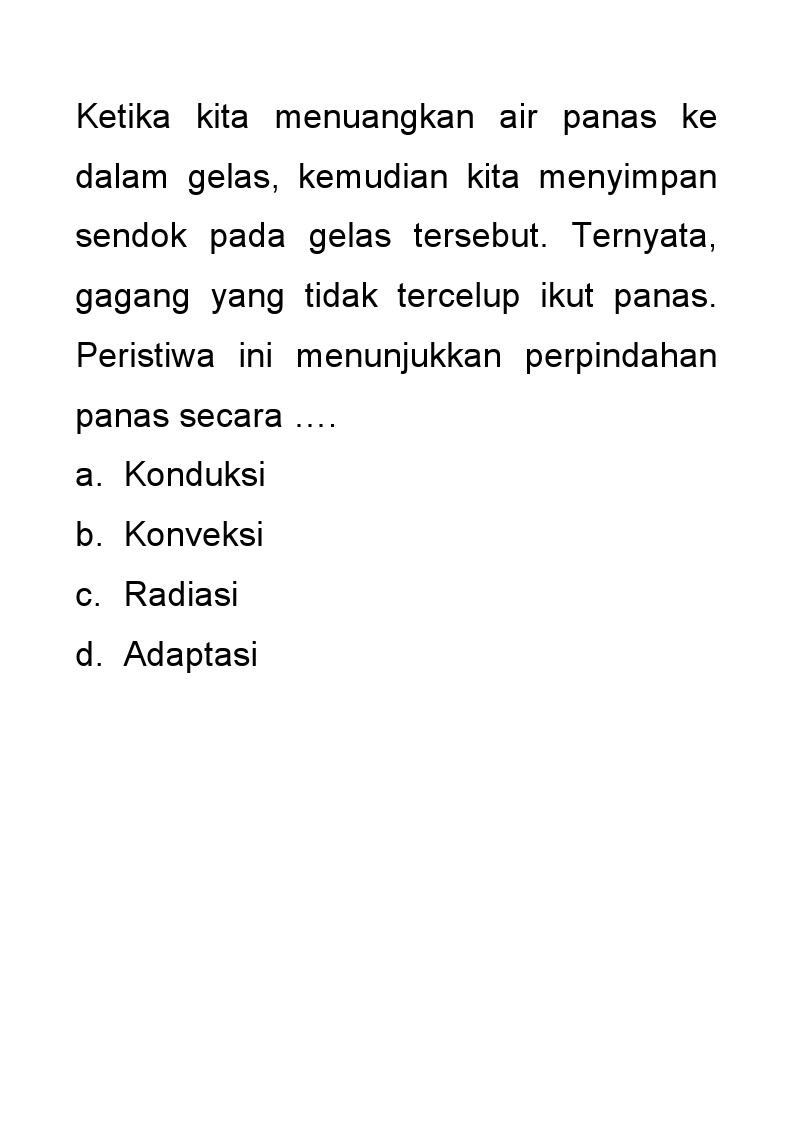 Ketika kita menuangkan air panas ke
dalam gelas, kemudian kita menyimpan
sendok pada gelas tersebut. Ternyata,
gagang yang tidak tercelup ikut panas.
Peristiwa ini menunjukkan perpindahan
panas secara ….
a. Konduksi
b. Konveksi
c. Radiasi
d. Adaptasi